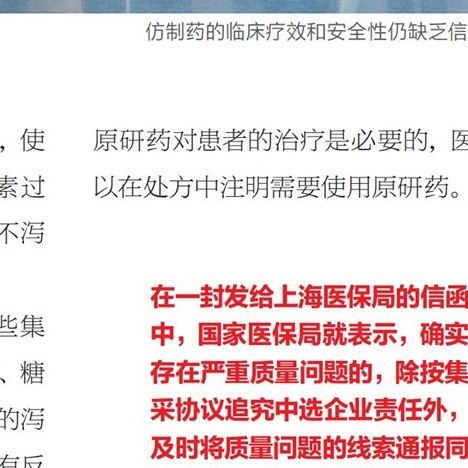 仿制药的临床疗效和安全性仍缺乏信
，使
素过
不泻
些集
、糖
的泻
有反
原研药对患者的治疗是必要的，医
以在处方中注明需要使用原研药。
在一封发给上海医保局的信函
中，国家医保局就表示，确实
存在严重质量问题的，除按集
采协议追究中选企业责任外，
及时将质量问题的线索通报同